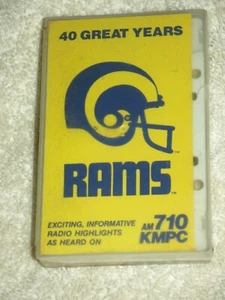 40 GREAT YEARS
RAMS
EXCITING, INFORMATIVE
RADIO HIGHLIGHTS
AS HEARD ON
AM 710
KMPC